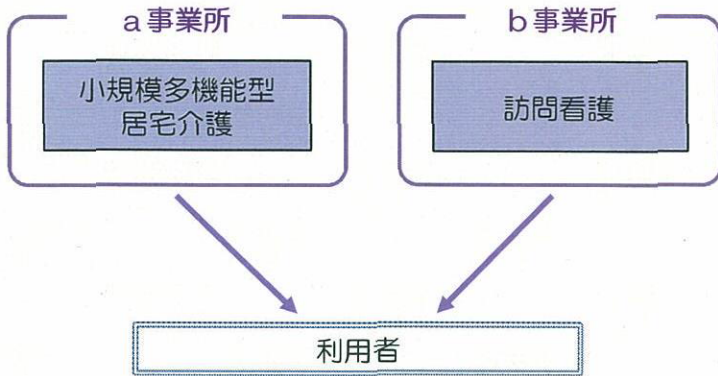 a事業所
小規模多機能型
居宅介護
b事業所
訪問看護
利用者